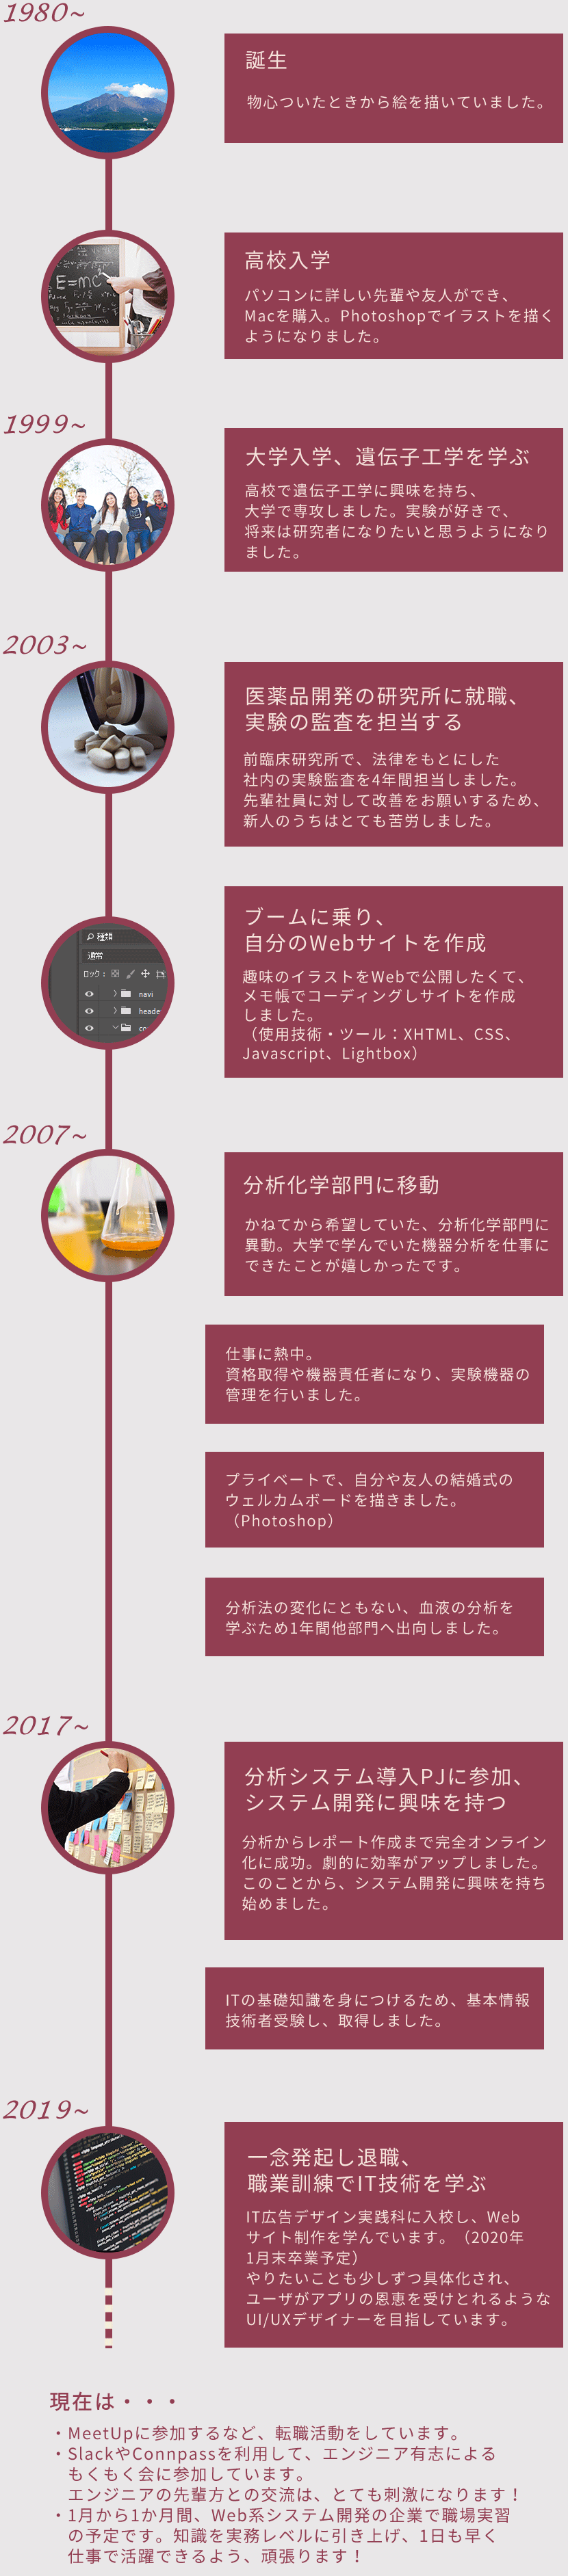 1980~
誕生
物心ついたときから絵を描いていました。
高校入学
パソコンに詳しい先輩や友人ができ、
Macを購入。Photoshopでイラストを描く
ようになりました。
E=mc²
1999~
大学入学、遺伝子工学を学ぶ
高校で遺伝子工学に興味を持ち、
大学で専攻しました。実験が好きで、
将来は研究者になりたいと思うようになり
ました。
2003~
医薬品開発の研究所に就職、
実験の監査を担当する
前臨床研究所で、法律をもとにした
社内の実験監査を4年間担当しました。
先輩社員に対して改善をお願いするため、
新人のうちはとても苦労しました。
ブームに乗り、
自分のWebサイトを作成
趣味のイラストをWebで公開したくて、
メモ帳でコーディングしサイトを作成
しました。
（使用技術・ツール：XHTML、CSS、
Javascript、Lightbox）
種類
通常
ロック：
navi
heade
co
2007~
分析化学部門に移動
かねてから希望していた、分析化学部門に
異動。大学で学んでいた機器分析を仕事に
できたことが嬉しかったです。
仕事に熱中。
資格取得や機器責任者になり、実験機器の
管理を行いました。
プライベートで、自分や友人の結婚式の
ウェルカムボードを描きました。
（Photoshop）
分析法の変化にともない、血液の分析を
学ぶため1年間他部門へ出向しました。
2017~
分析システム導入PJに参加、
システム開発に興味を持つ
分析からレポート作成まで完全オンライン
化に成功。劇的に効率がアップしました。
このことから、システム開発に興味を持ち
始めました。
ITの基礎知識を身につけるため、基本情報
技術者受験し、取得しました。
2019~
一念発起し退職、
職業訓練でIT技術を学ぶ
IT広告デザイン実践科に入校し、Web
サイト制作を学んでいます。（2020年
1月末卒業予定）
やりたいことも少しずつ具体化され、
ユーザがアプリの恩恵を受けとれるような
UI/UXデザイナーを目指しています。
現在は・・・
・MeetUpに参加するなど、転職活動をしています。
・SlackやConnpassを利用して、エンジニア有志による
もくもく会に参加しています。
エンジニアの先輩方との交流は、とても刺激になります！
・1月から1か月間、Web系システム開発の企業で職場実習
の予定です。知識を実務レベルに引き上げ、1日も早く
仕事で活躍できるよう、頑張ります！